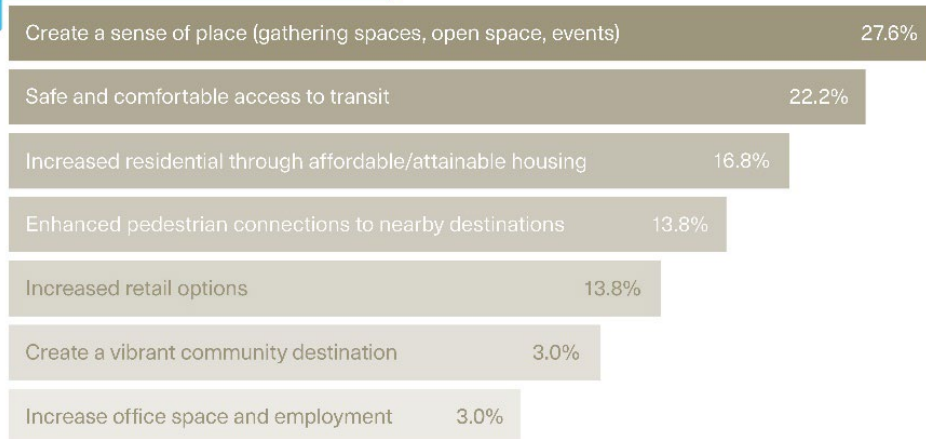 Create a sense of place (gathering spaces, open space, events) 27.6%
Safe and comfortable access to transit 22.2%
Increased residential through affordable/attainable housing 16.8%
Enhanced pedestrian connections to nearby destinations 13.8%
Increased retail options 13.8%
Create a vibrant community destination 3.0%
Increase office space and employment 3.0%